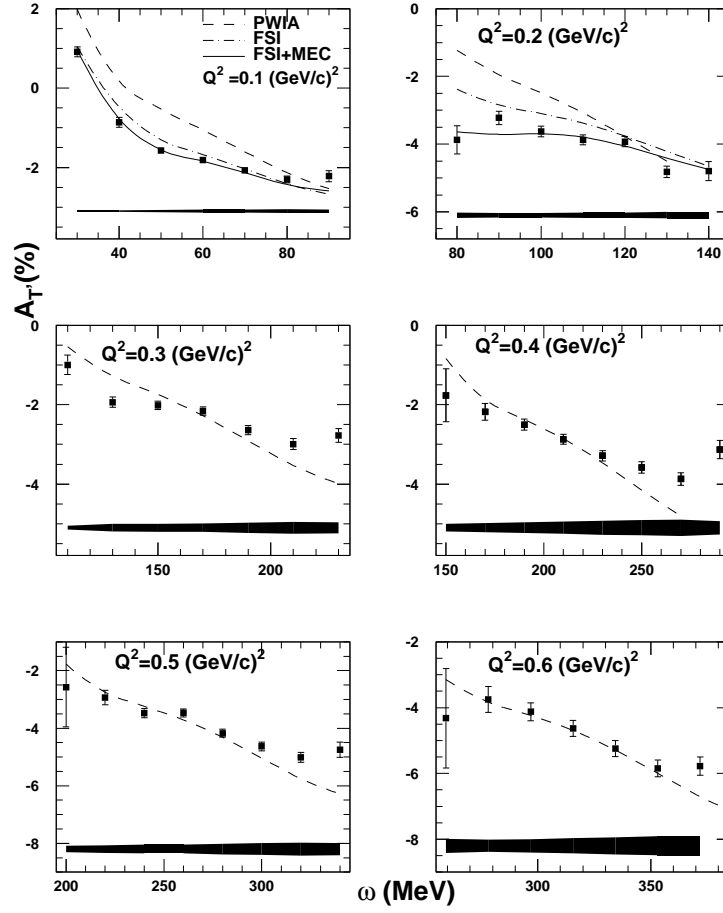 2
0
-2
PWIA
FSI
FSI+MEC
Q² =0.1 (GeV/c)²
40 60 80
Q²=0.2 (GeV/c)²
-2
-4
-6
80 100 120 140
A_T'(%)
0
-2
-4
Q²=0.3 (GeV/c)²
150 200
0
-2
-4
Q²=0.4 (GeV/c)²
150 200 250
-2
-4
-6
-8
Q²=0.5 (GeV/c)²
200 250 300
-2
-4
-6
-8
Q²=0.6 (GeV/c)²
300 350
ω (MeV)